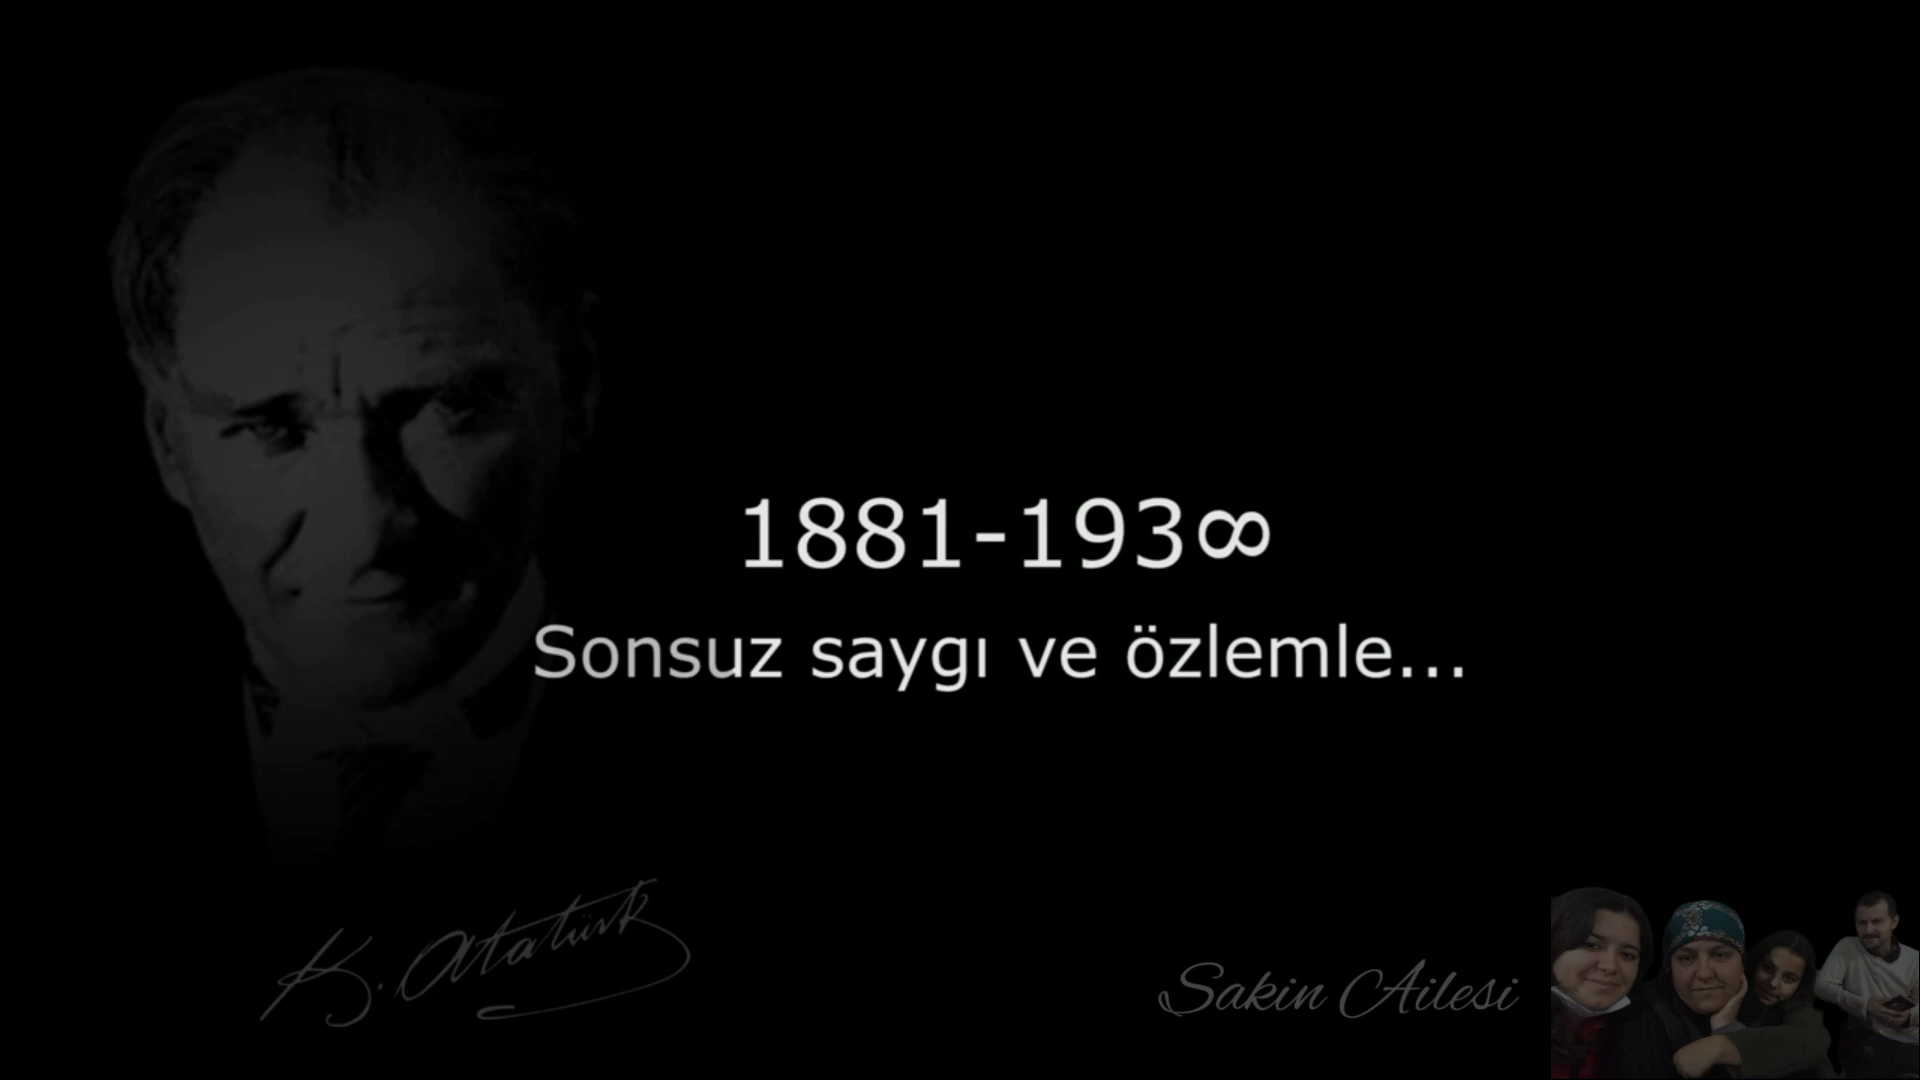 1881-193∞
Sonsuz saygı ve özlemle...
K. Atatürk
Sakin Ailesi